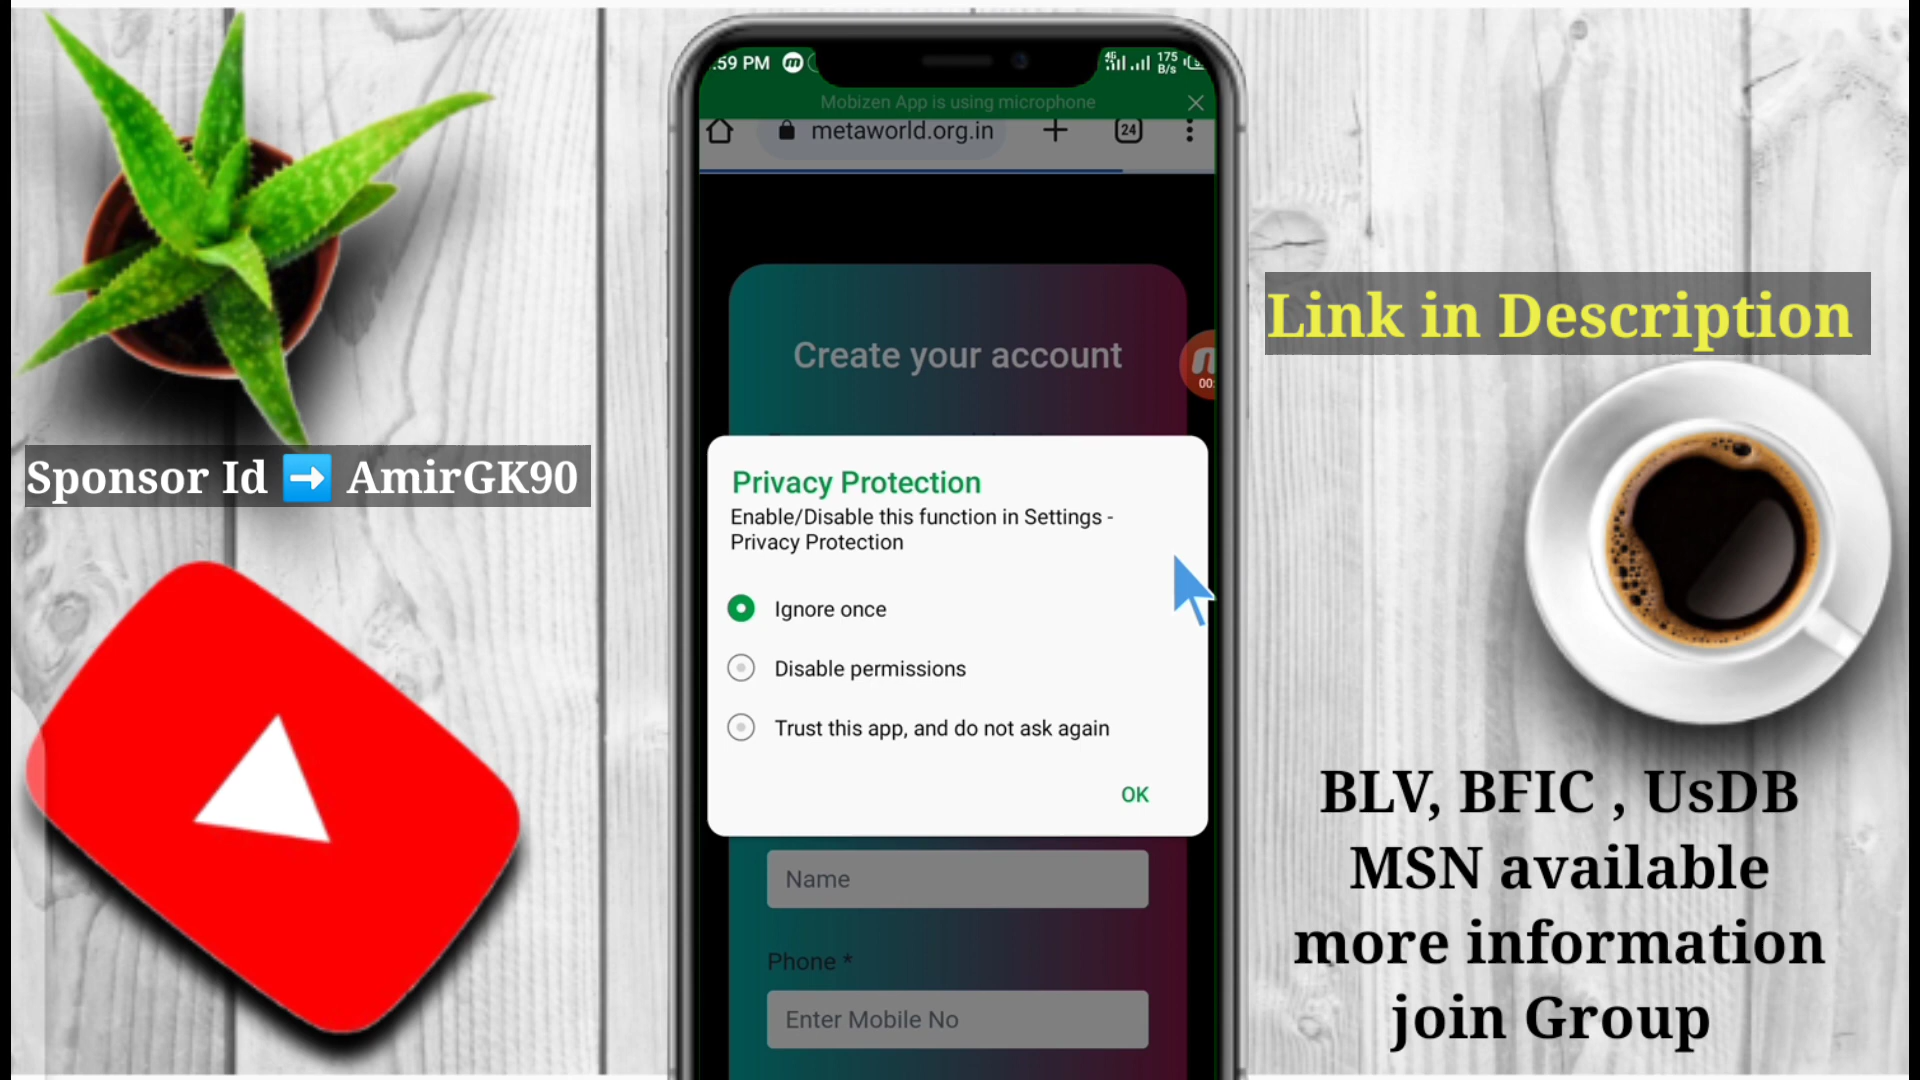 :59 PM
4G
175
B/s
Mobizen App is using microphone
metaworld.org.in
24
Create your account
00:
Link in Description
Sponsor Id ➡ AmirGK90
Privacy Protection
Enable/Disable this function in Settings -
Privacy Protection
Ignore once
Disable permissions
Trust this app, and do not ask again
OK
Name
Phone *
Enter Mobile No
BLV, BFIC , UsDB
MSN available
more information
join Group